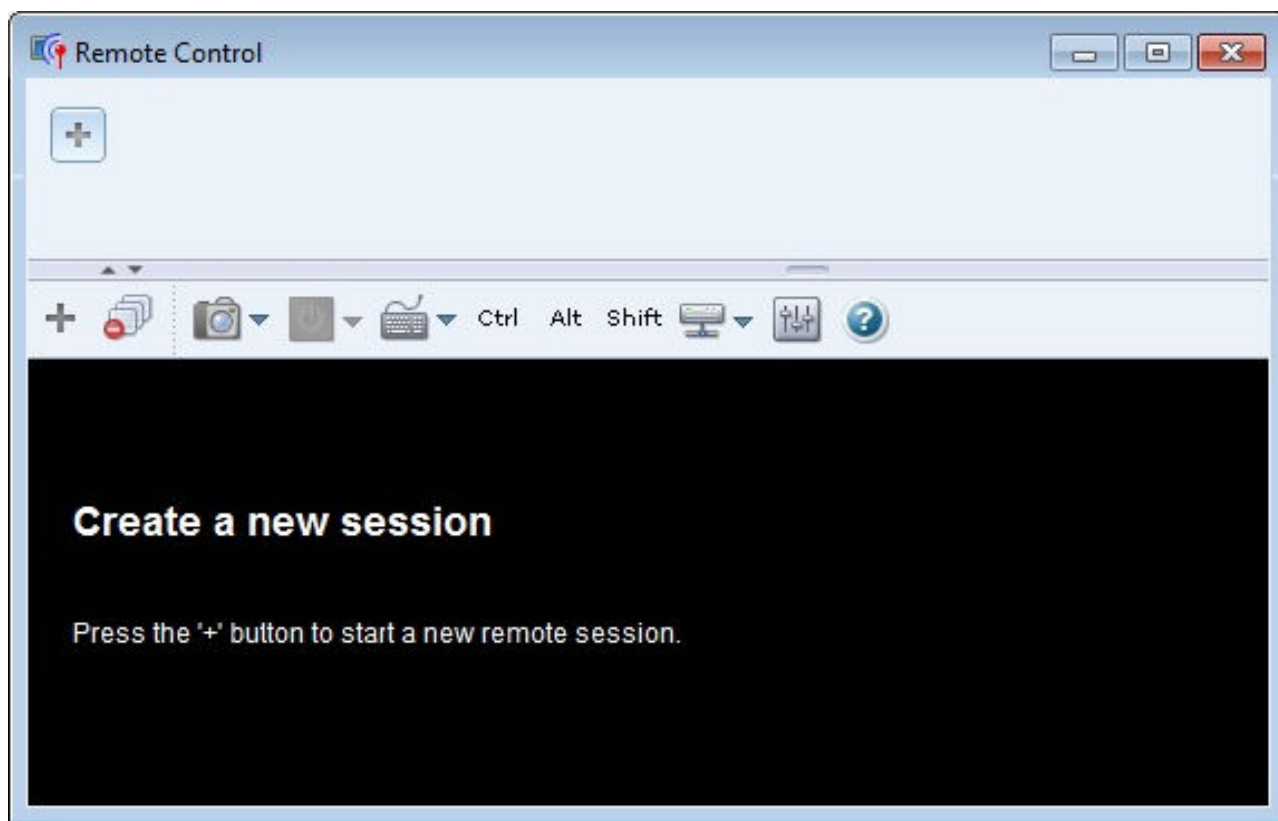 Remote Control
Ctrl Alt Shift
Create a new session
Press the '+' button to start a new remote session.